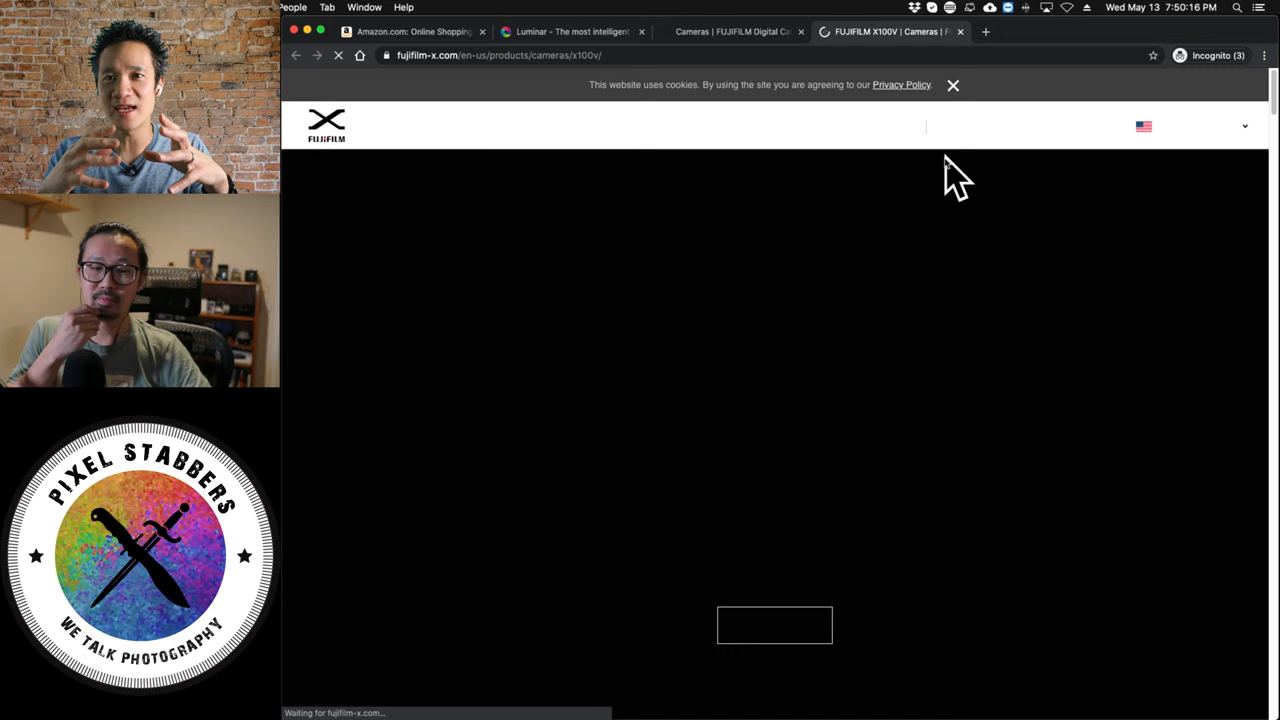 People Tab Window Help
Wed May 13 7:50:16 PM
Amazon.com: Online Shopping
Luminar - The most intelligent
Cameras | FUJIFILM Digital Ca
FUJIFILM X100V | Cameras | F
fujifilm-x.com/en-us/products/cameras/x100v/
Incognito (3)
This website uses cookies. By using the site you are agreeing to our Privacy Policy.
FUJIFILM
PIXEL STABBERS
WE TALK PHOTOGRAPHY
Waiting for fujifilm-x.com...